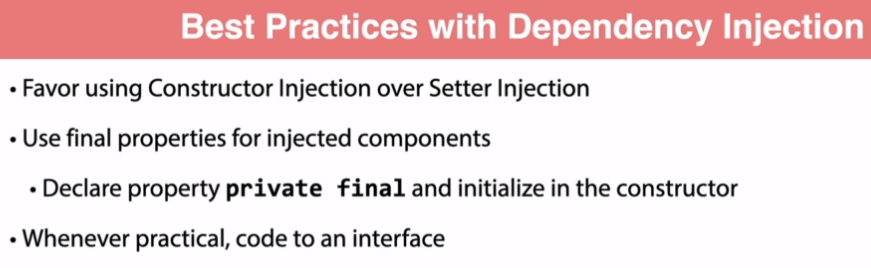 Best Practices with Dependency Injection
• Favor using Constructor Injection over Setter Injection
• Use final properties for injected components
• Declare property private final and initialize in the constructor
• Whenever practical, code to an interface